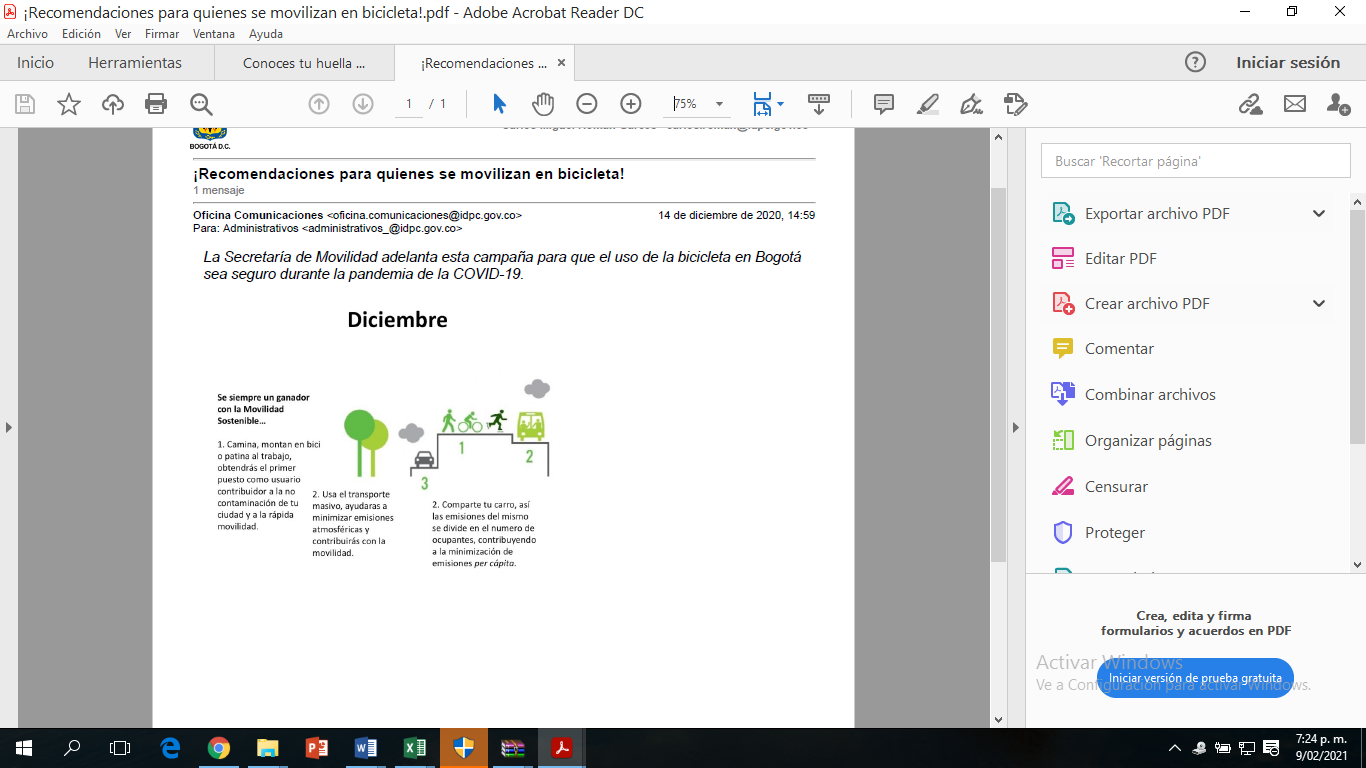 ¡Recomendaciones para quienes se movilizan en bicicleta!.pdf - Adobe Acrobat Reader DC
Archivo Edición Ver Firmar Ventana Ayuda
Inicio Herramientas Conoces tu huella ... ¡Recomendaciones ... × Iniciar sesión
1 / 1 75%
BOGOTÁ D.C.
¡Recomendaciones para quienes se movilizan en bicicleta!
1 mensaje
Oficina Comunicaciones <oficina.comunicaciones@idpc.gov.co> 14 de diciembre de 2020, 14:59
Para: Administrativos <administrativos_@idpc.gov.co>
La Secretaría de Movilidad adelanta esta campaña para que el uso de la bicicleta en Bogotá
sea seguro durante la pandemia de la COVID-19.
Diciembre
Se siempre un ganador
con la Movilidad
Sostenible...
1. Camina, montan en bici
o patina al trabajo,
obtendrás el primer
puesto como usuario
contribuidor a la no
contaminación de tu
ciudad y a la rápida
movilidad.
2. Usa el transporte
masivo, ayudaras a
minimizar emisiones
atmosféricas y
contribuirás con la
movilidad.
1
2
3
2. Comparte tu carro, así
las emisiones del mismo
se divide en el numero de
ocupantes, contribuyendo
a la minimización de
emisiones per cápita.
Buscar 'Recortar página'
Exportar archivo PDF
Editar PDF
Crear archivo PDF
Comentar
Combinar archivos
Organizar páginas
Censurar
Proteger
Crea, edita y firma
formularios y acuerdos en PDF
Iniciar versión de prueba gratuita
Activar Windows
Ve a Configuración para activar Windows.
7:24 p. m.
9/02/2021